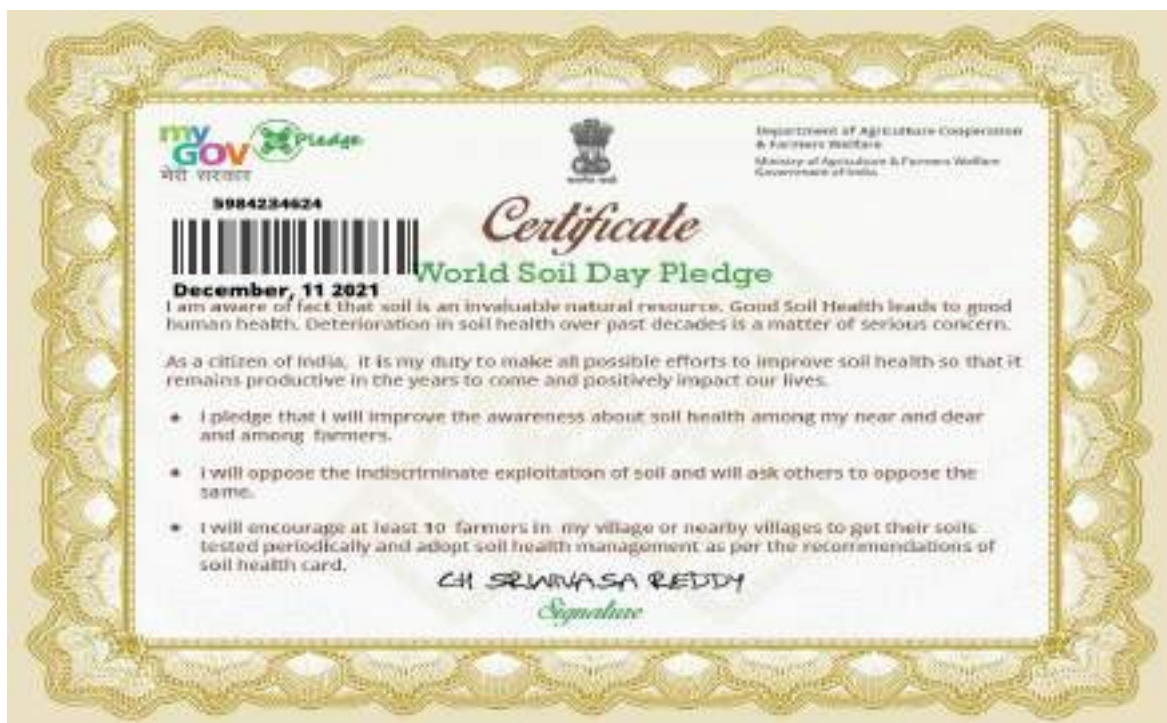 my
GOV
मेरी सरकार
Pledge
Department of Agriculture Cooperation
& Farmers Welfare
Ministry of Agriculture & Farmers Welfare
Government of India
5984234624
December, 11 2021
Certificate
World Soil Day Pledge
I am aware of fact that soil is an invaluable natural resource. Good Soil Health leads to good
human health. Deterioration in soil health over past decades is a matter of serious concern.
As a citizen of India, it is my duty to make all possible efforts to improve soil health so that it
remains productive in the years to come and positively impact our lives.
• I pledge that I will improve the awareness about soil health among my near and dear
and among farmers.
• I will oppose the indiscriminate exploitation of soil and will ask others to oppose the
same.
• I will encourage at least 10 farmers in my village or nearby villages to get their soils
tested periodically and adopt soil health management as per the recommendations of
soil health card.
CH SRINIVASA REDDY
Signature